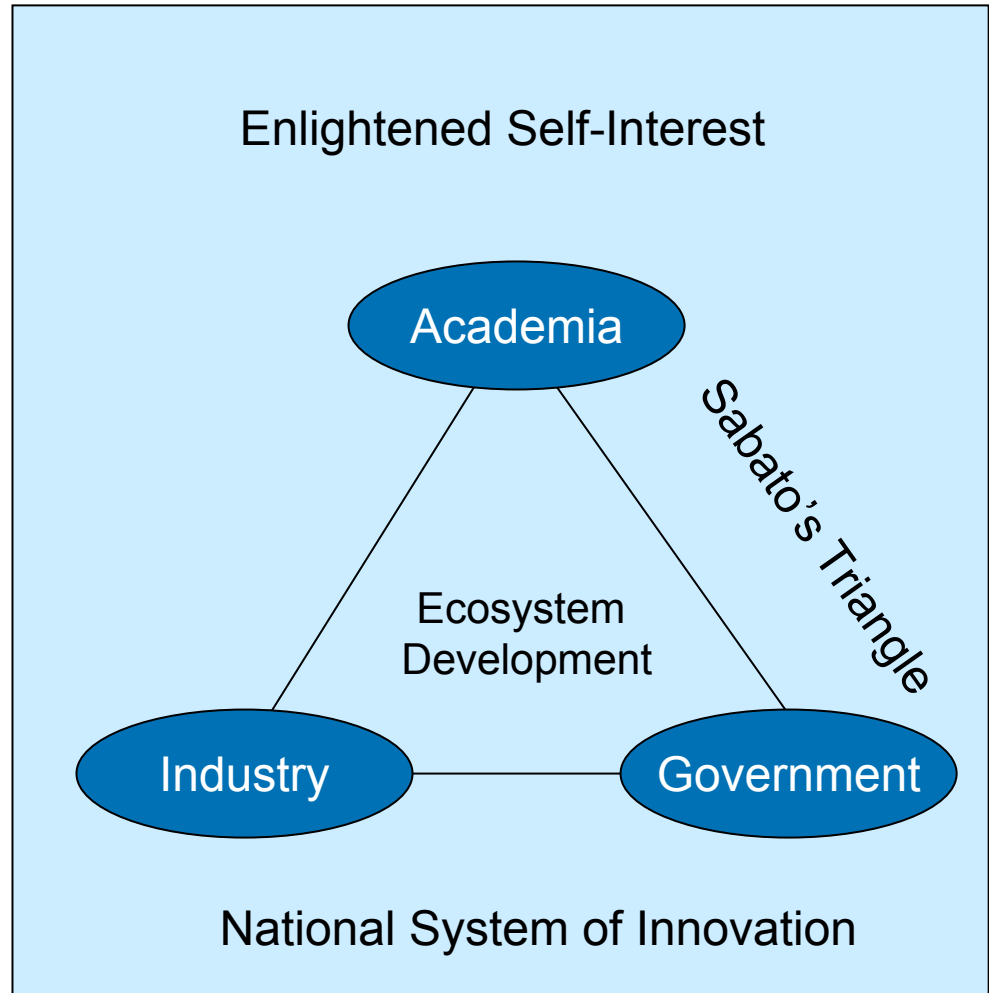 Enlightened Self-Interest
Academia
Sabato’s Triangle
Ecosystem
Development
Industry
Government
National System of Innovation